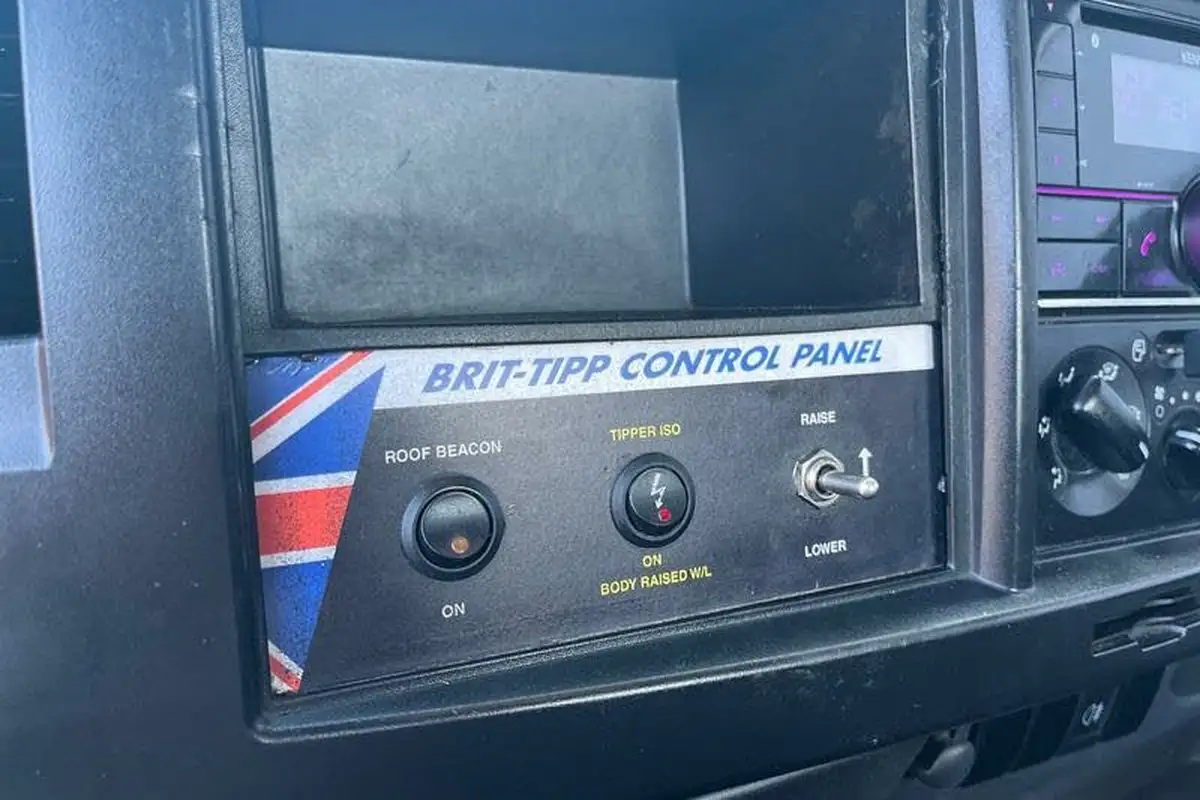 BRIT-TIPP CONTROL PANEL
ROOF BEACON
ON
TIPPER ISO
ON
BODY RAISED W/L
RAISE
LOWER